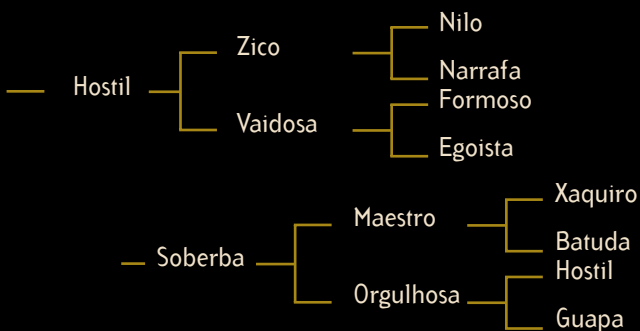 Nilo
Zico
Narrafa
Hostil
Formoso
Vaidosa
Egoista
Xaquiro
Maestro
Batuda
Soberba
Hostil
Orgulhosa
Guapa